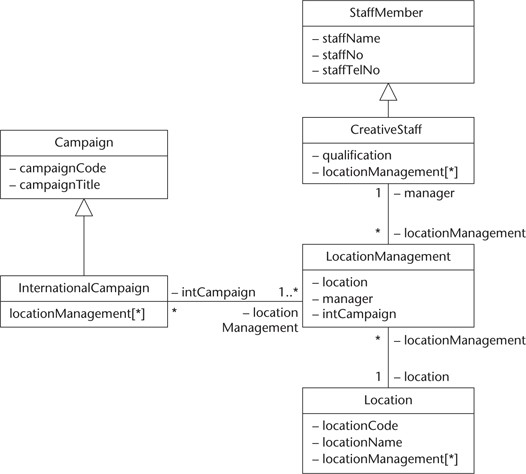 StaffMember
– staffName
– staffNo
– staffTelNo
CreativeStaff
– qualification
– locationManagement[*]
1 – manager
* – locationManagement
Campaign
– campaignCode
– campaignTitle
InternationalCampaign
locationManagement[*]
– intCampaign 1..*
* – location
Management
LocationManagement
– location
– manager
– intCampaign
* – locationManagement
1 – location
Location
– locationCode
– locationName
– locationManagement[*]